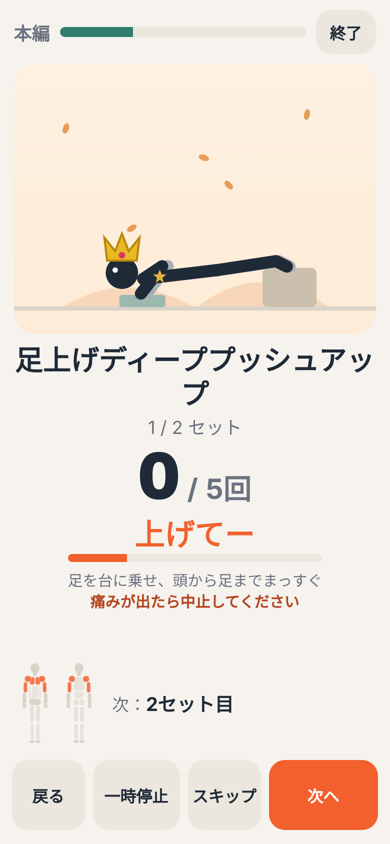 本編
終了
足上げディーププッシュアッ
プ
1 / 2 セット
0 / 5回
上げてー
足を台に乗せ、頭から足までまっすぐ
痛みが出たら中止してください
次：2セット目
戻る
一時停止
スキップ
次へ